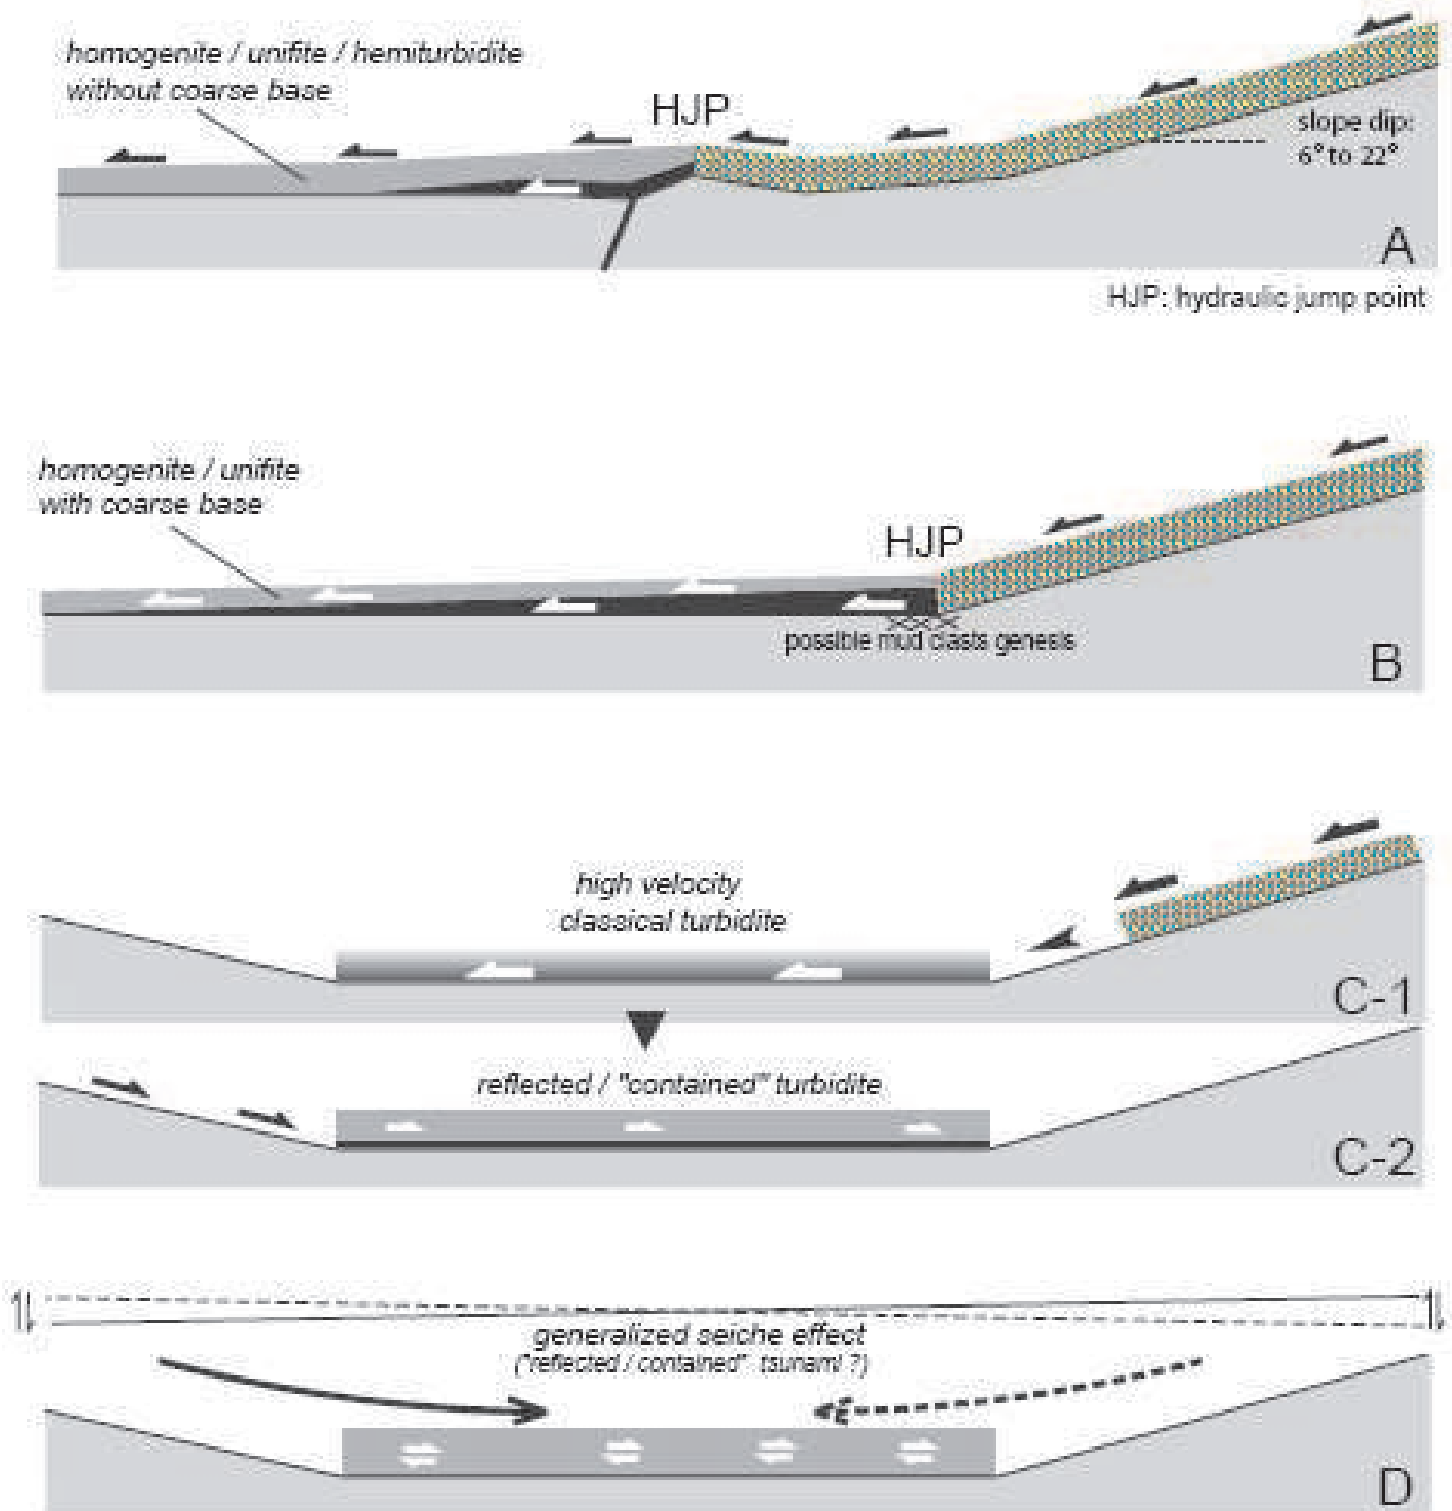 homogenite / unifite / hemiturbidite
without coarse base
HJP
slope dip:
6° to 22°
A
HJP: hydraulic jump point
homogenite / unifite
with coarse base
HJP
possible mud clasts genesis
B
high velocity
classical turbidite
C-1
reflected / "contained" turbidite
C-2
generalized seiche effect
("reflected / contained" tsunami ?)
D